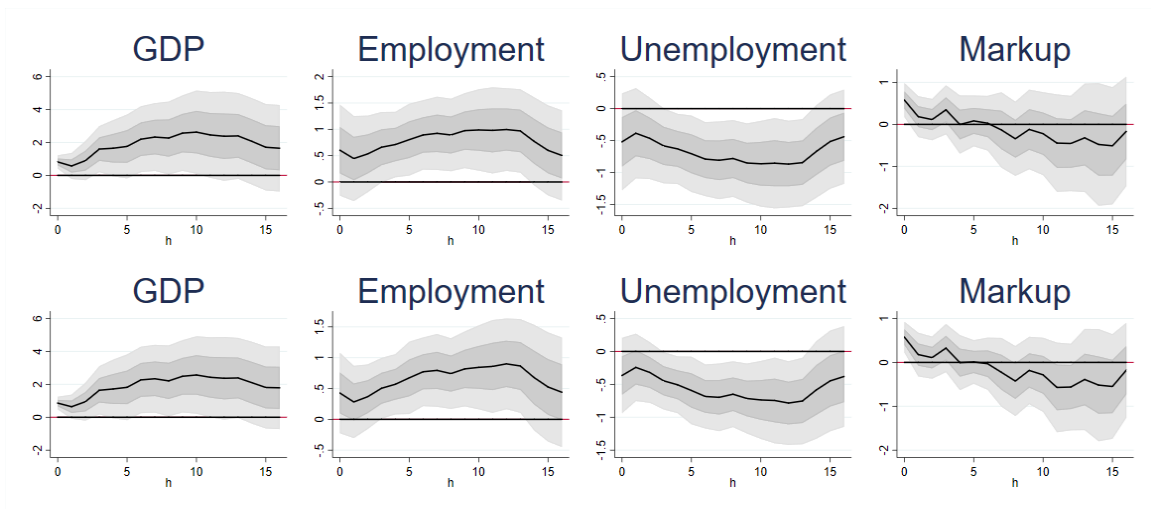 GDP Employment Unemployment Markup
6 2 .5 1
4 1.5 0 0
2 1 -.5 -1
0 .5 -1 -2
-2 0 -1.5
-.5
0 5 10 15 0 5 10 15 0 5 10 15 0 5 10 15
h h h h
GDP Employment Unemployment Markup
6 1.5 .5 1
4 1 0 0
2 .5 -.5 -1
0 0 -1 -2
-2 -.5 -1.5
0 5 10 15 0 5 10 15 0 5 10 15 0 5 10 15
h h h h